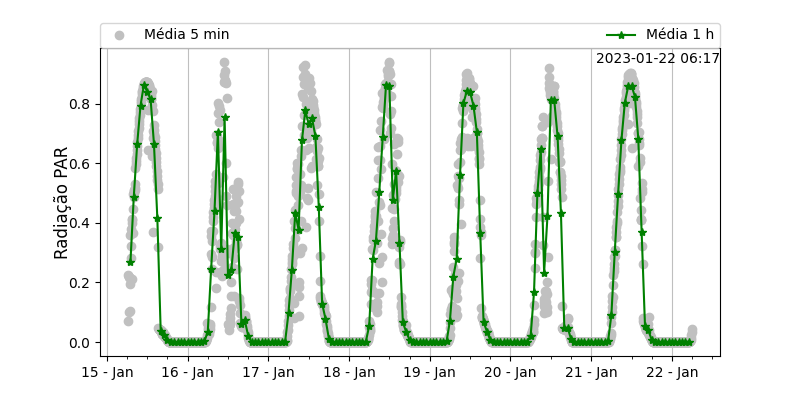 Média 5 min
Média 1 h
2023-01-22 06:17
Radiação PAR
0.8
0.6
0.4
0.2
0.0
15 - Jan
16 - Jan
17 - Jan
18 - Jan
19 - Jan
20 - Jan
21 - Jan
22 - Jan